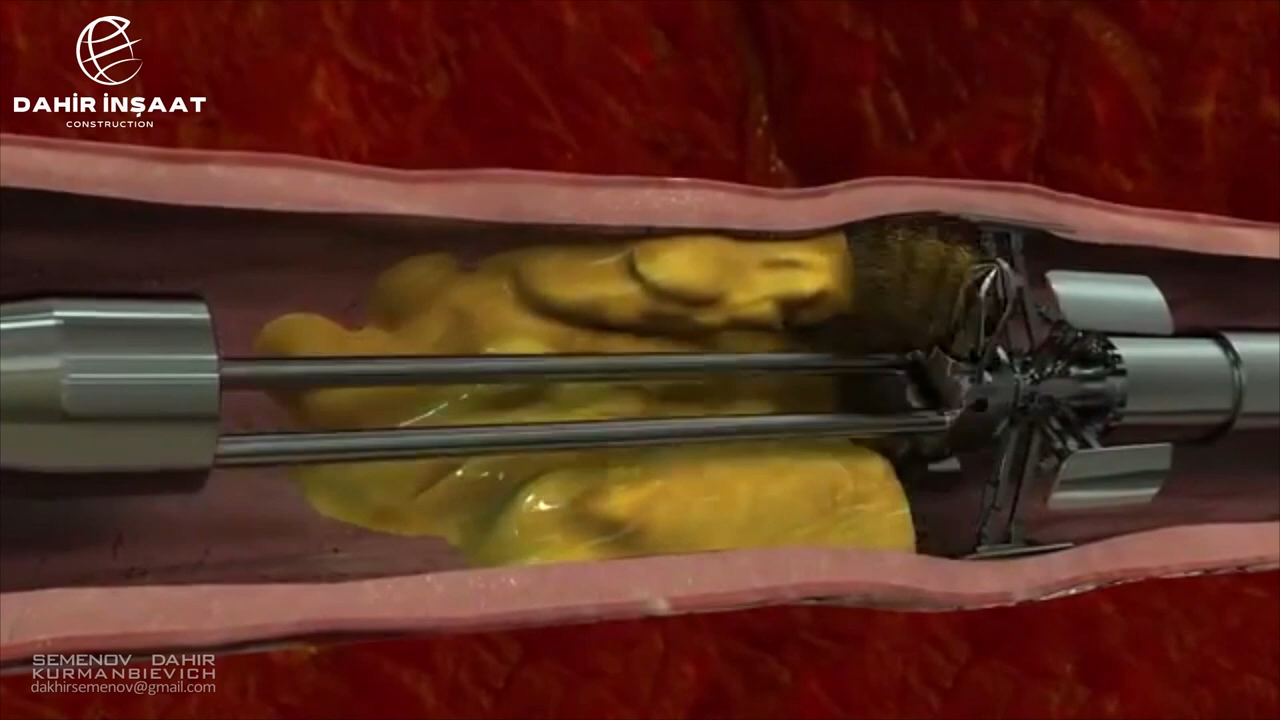 DAHİR İNŞAAT
CONSTRUCTION
SEMENOV DAHIR
KURMANBIEVICH
dakhirsemenov@gmail.com